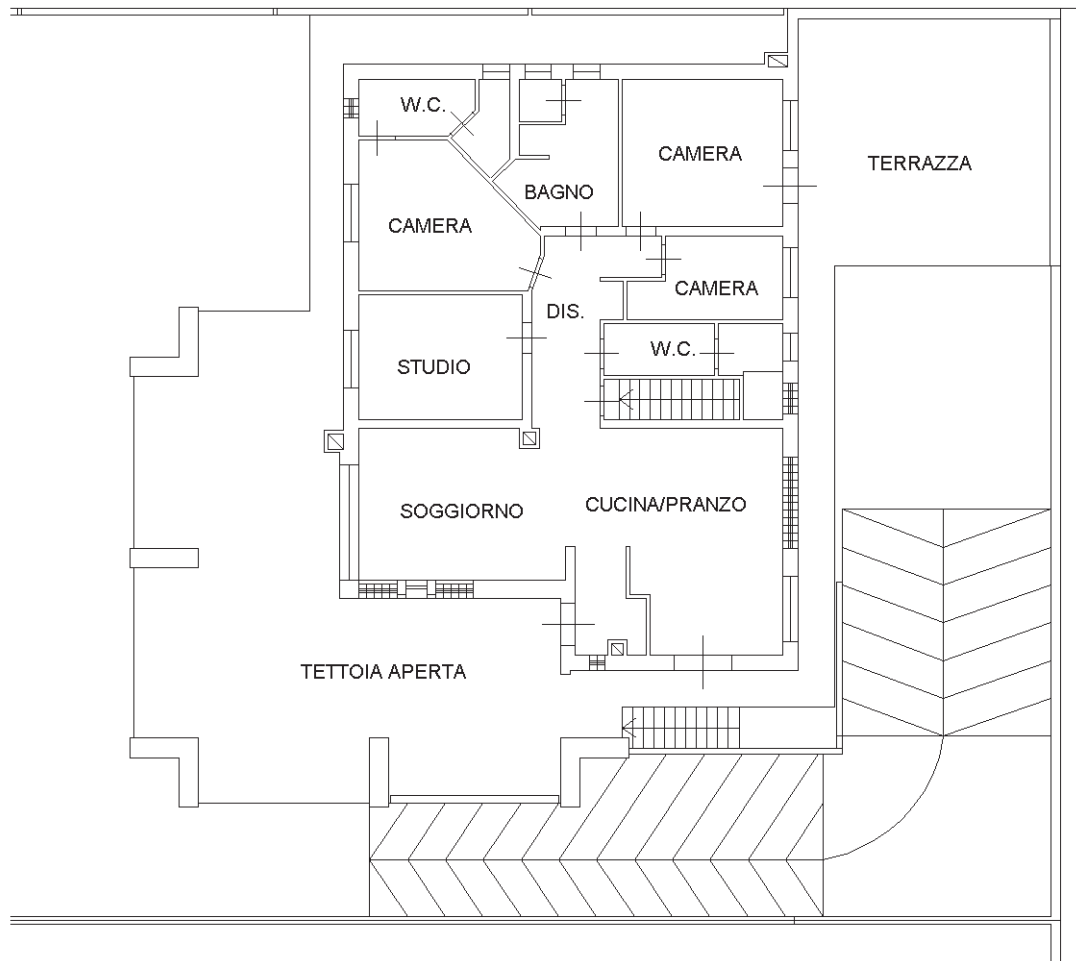 W.C.
CAMERA
TERRAZZA
BAGNO
CAMERA
CAMERA
DIS.
W.C.
STUDIO
SOGGIORNO
CUCINA/PRANZO
TETTOIA APERTA